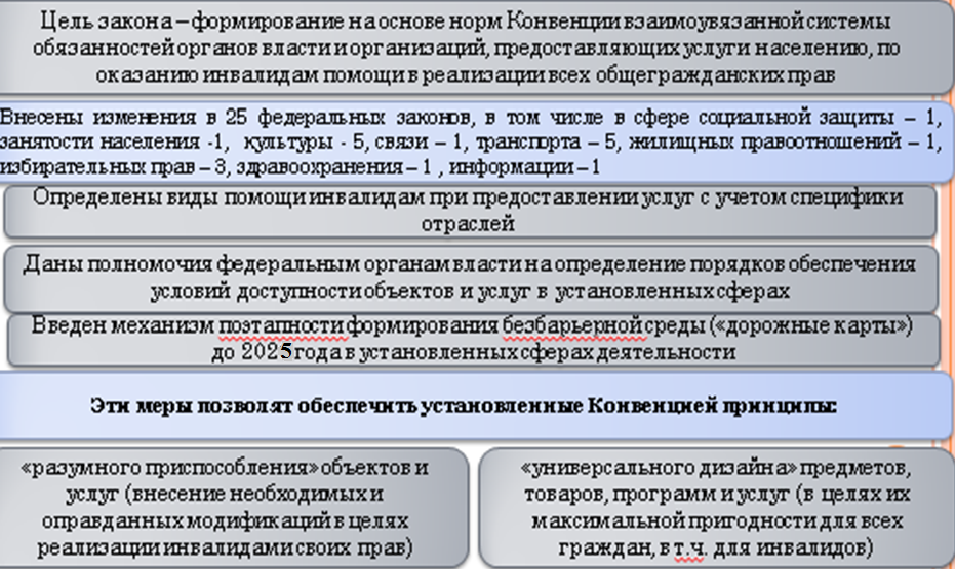 Цель закона – формирование на основе норм Конвенции взаимоувязанной системы
обязанностей органов власти и организаций, предоставляющих услуги населению, по
оказанию инвалидам помощи в реализации всех общегражданских прав
Внесены изменения в 25 федеральных законов, в том числе в сфере социальной защиты – 1,
занятости населения -1, культуры - 5, связи – 1, транспорта – 5, жилищных правоотношений – 1,
избирательных прав – 3, здравоохранения – 1 , информации – 1
Определены виды помощи инвалидам при предоставлении услуг с учетом специфики
отраслей
Даны полномочия федеральным органам власти на определение порядков обеспечения
условий доступности объектов и услуг в установленных сферах
Введен механизм поэтапности формирования безбарьерной среды («дорожные карты»)
до 2025 года в установленных сферах деятельности
Эти меры позволят обеспечить установленные Конвенцией принципы:
«разумного приспособления» объектов и
услуг (внесение необходимых и
оправданных модификаций в целях
реализации инвалидами своих прав)
«универсального дизайна» предметов,
товаров, программ и услуг (в целях их
максимальной пригодности для всех
граждан, в т.ч. для инвалидов)